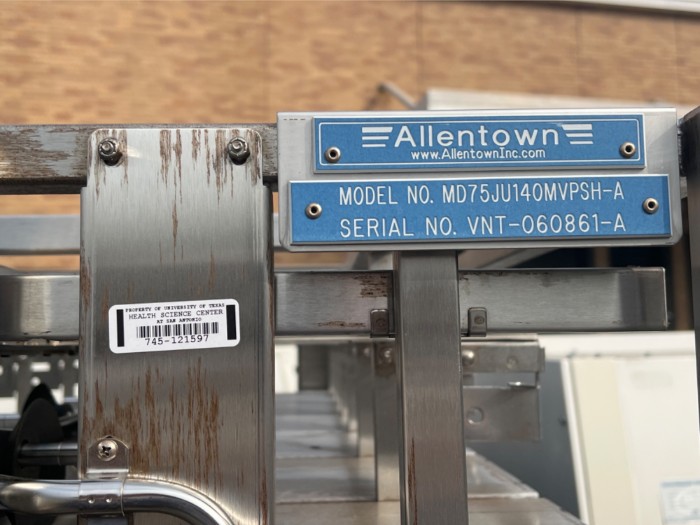 Allentown
www.AllentownInc.com
MODEL NO. MD75JU140MVPSH-A
SERIAL NO. VNT-060861-A
PROPERTY OF UNIVERSITY OF TEXAS
HEALTH SCIENCE CENTER
AT SAN ANTONIO
745-121597